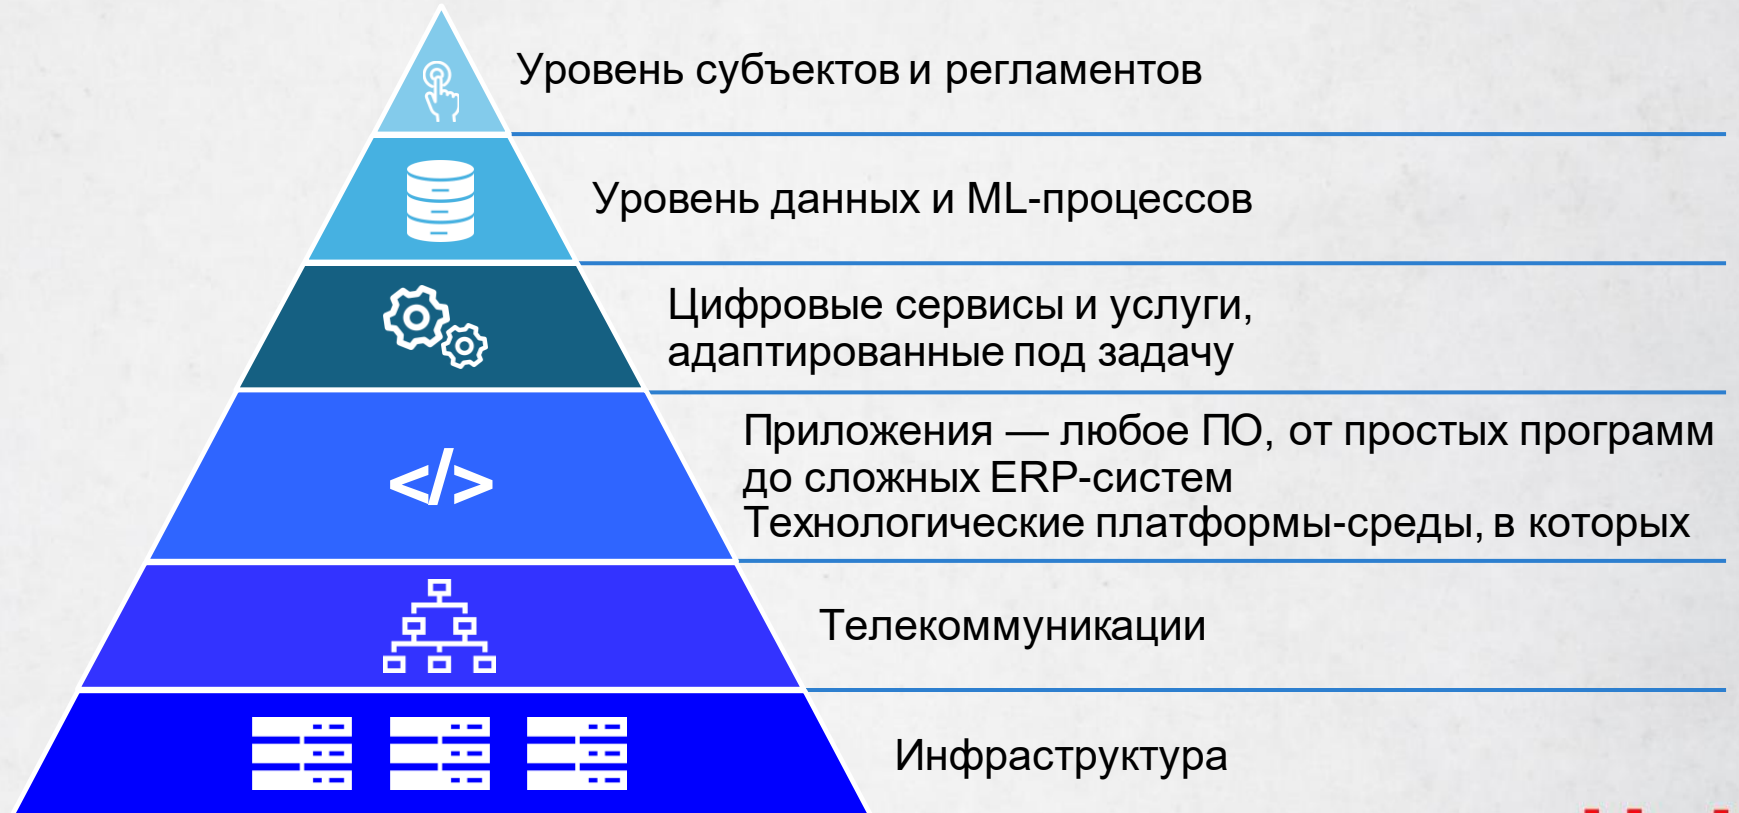 Уровень субъектов и регламентов
Уровень данных и ML-процессов
Цифровые сервисы и услуги,
адаптированные под задачу
Приложения — любое ПО, от простых программ
до сложных ERP-систем
Технологические платформы-среды, в которых
</>
Телекоммуникации
Инфраструктура